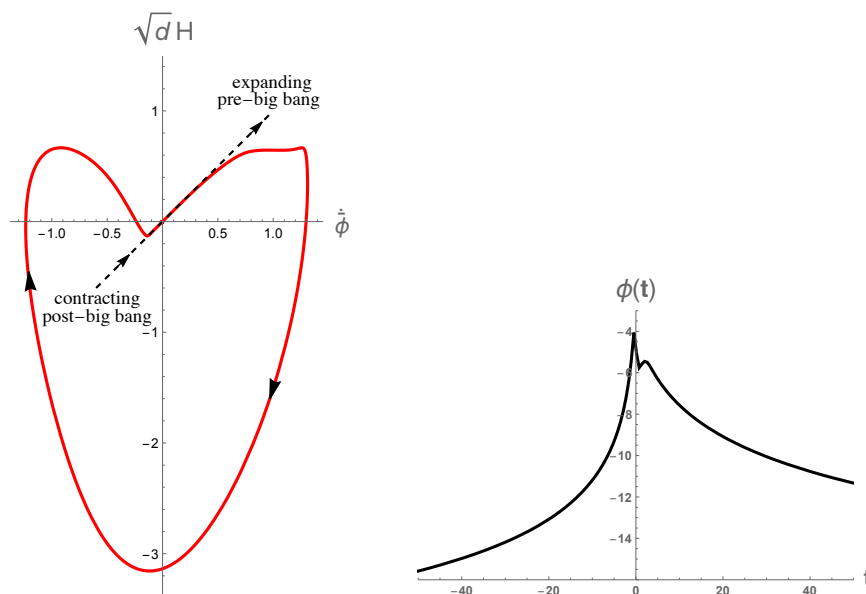 √d H
expanding
pre−big bang
1
−1.0 −0.5 0.5 1.0
ϕ̄̇
contracting
post−big bang
−1
−2
−3
ϕ(t)
−4
−6
−8
−10
−12
−14
−40 −20 0 20 40